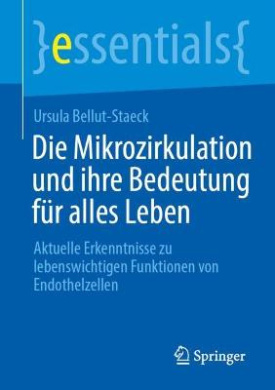 }essentials{
Ursula Bellut-Staeck
Die Mikrozirkulation
und ihre Bedeutung
für alles Leben
Aktuelle Erkenntnisse zu
lebenswichtigen Funktionen von
Endothelzellen
Springer